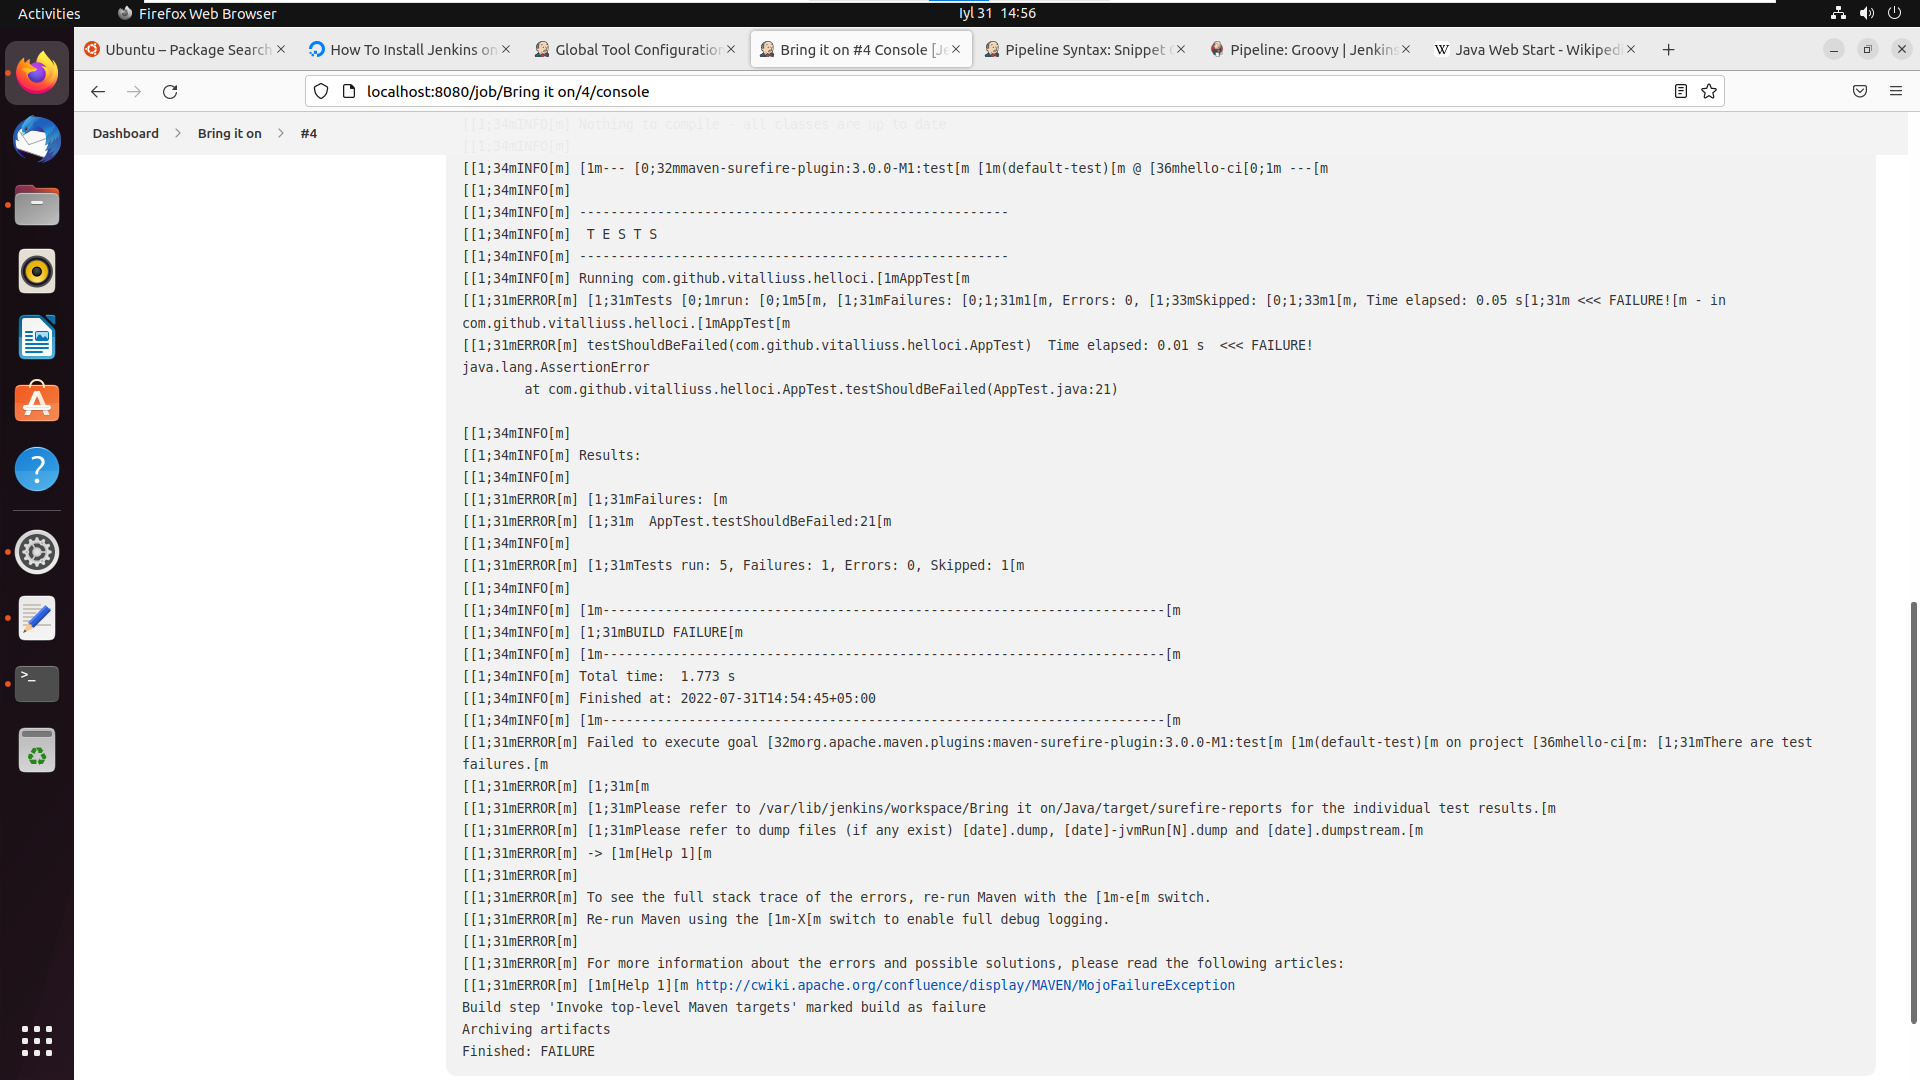 Activities
Firefox Web Browser
Iyl 31 14:56
Ubuntu – Package Search
How To Install Jenkins on
Global Tool Configuration
Bring it on #4 Console [Je
Pipeline Syntax: Snippet G
Pipeline: Groovy | Jenkins
W Java Web Start - Wikipedi
localhost:8080/job/Bring it on/4/console
Dashboard
Bring it on
#4
[[1;34mINFO[m] Nothing to compile - all classes are up to date
[[1;34mINFO[m]
[[1;34mINFO[m] [1m--- [0;32mmaven-surefire-plugin:3.0.0-M1:test[m [1m(default-test)[m @ [36mhello-ci[0;1m ---[m
[[1;34mINFO[m]
[[1;34mINFO[m] -------------------------------------------------------
[[1;34mINFO[m]  T E S T S
[[1;34mINFO[m] -------------------------------------------------------
[[1;34mINFO[m] Running com.github.vitalliuss.helloci.[1mAppTest[m
[[1;31mERROR[m] [1;31mTests [0;1mrun: [0;1m5[m, [1;31mFailures: [0;1;31m1[m, Errors: 0, [1;33mSkipped: [0;1;33m1[m, Time elapsed: 0.05 s[1;31m <<< FAILURE![m - in
com.github.vitalliuss.helloci.[1mAppTest[m
[[1;31mERROR[m] testShouldBeFailed(com.github.vitalliuss.helloci.AppTest)  Time elapsed: 0.01 s  <<< FAILURE!
java.lang.AssertionError
at com.github.vitalliuss.helloci.AppTest.testShouldBeFailed(AppTest.java:21)
[[1;34mINFO[m]
[[1;34mINFO[m] Results:
[[1;34mINFO[m]
[[1;31mERROR[m] [1;31mFailures: [m
[[1;31mERROR[m] [1;31m  AppTest.testShouldBeFailed:21[m
[[1;34mINFO[m]
[[1;31mERROR[m] [1;31mTests run: 5, Failures: 1, Errors: 0, Skipped: 1[m
[[1;34mINFO[m]
[[1;34mINFO[m] [1m------------------------------------------------------------------------[m
[[1;34mINFO[m] [1;31mBUILD FAILURE[m
[[1;34mINFO[m] [1m------------------------------------------------------------------------[m
[[1;34mINFO[m] Total time:  1.773 s
[[1;34mINFO[m] Finished at: 2022-07-31T14:54:45+05:00
[[1;34mINFO[m] [1m------------------------------------------------------------------------[m
[[1;31mERROR[m] Failed to execute goal [32morg.apache.maven.plugins:maven-surefire-plugin:3.0.0-M1:test[m [1m(default-test)[m on project [36mhello-ci[m: [1;31mThere are test
failures.[m
[[1;31mERROR[m] [1;31m[m
[[1;31mERROR[m] [1;31mPlease refer to /var/lib/jenkins/workspace/Bring it on/Java/target/surefire-reports for the individual test results.[m
[[1;31mERROR[m] [1;31mPlease refer to dump files (if any exist) [date].dump, [date]-jvmRun[N].dump and [date].dumpstream.[m
[[1;31mERROR[m] -> [1m[Help 1][m
[[1;31mERROR[m]
[[1;31mERROR[m] To see the full stack trace of the errors, re-run Maven with the [1m-e[m switch.
[[1;31mERROR[m] Re-run Maven using the [1m-X[m switch to enable full debug logging.
[[1;31mERROR[m]
[[1;31mERROR[m] For more information about the errors and possible solutions, please read the following articles:
[[1;31mERROR[m] [1m[Help 1][m http://cwiki.apache.org/confluence/display/MAVEN/MojoFailureException
Build step 'Invoke top-level Maven targets' marked build as failure
Archiving artifacts
Finished: FAILURE